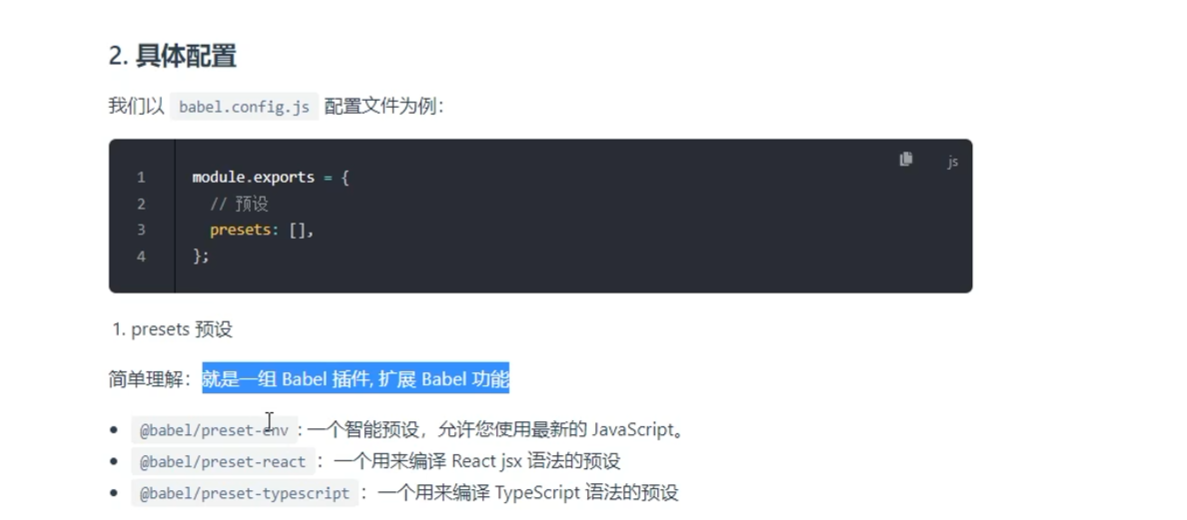 2. 具体配置
我们以 babel.config.js 配置文件为例：
js
1 module.exports = {
2 // 预设
3 presets: [],
4 };
1. presets 预设
简单理解：就是一组 Babel 插件, 扩展 Babel 功能
• @babel/preset-env : 一个智能预设，允许您使用最新的 JavaScript。
• @babel/preset-react ：一个用来编译 React jsx 语法的预设
• @babel/preset-typescript ：一个用来编译 TypeScript 语法的预设